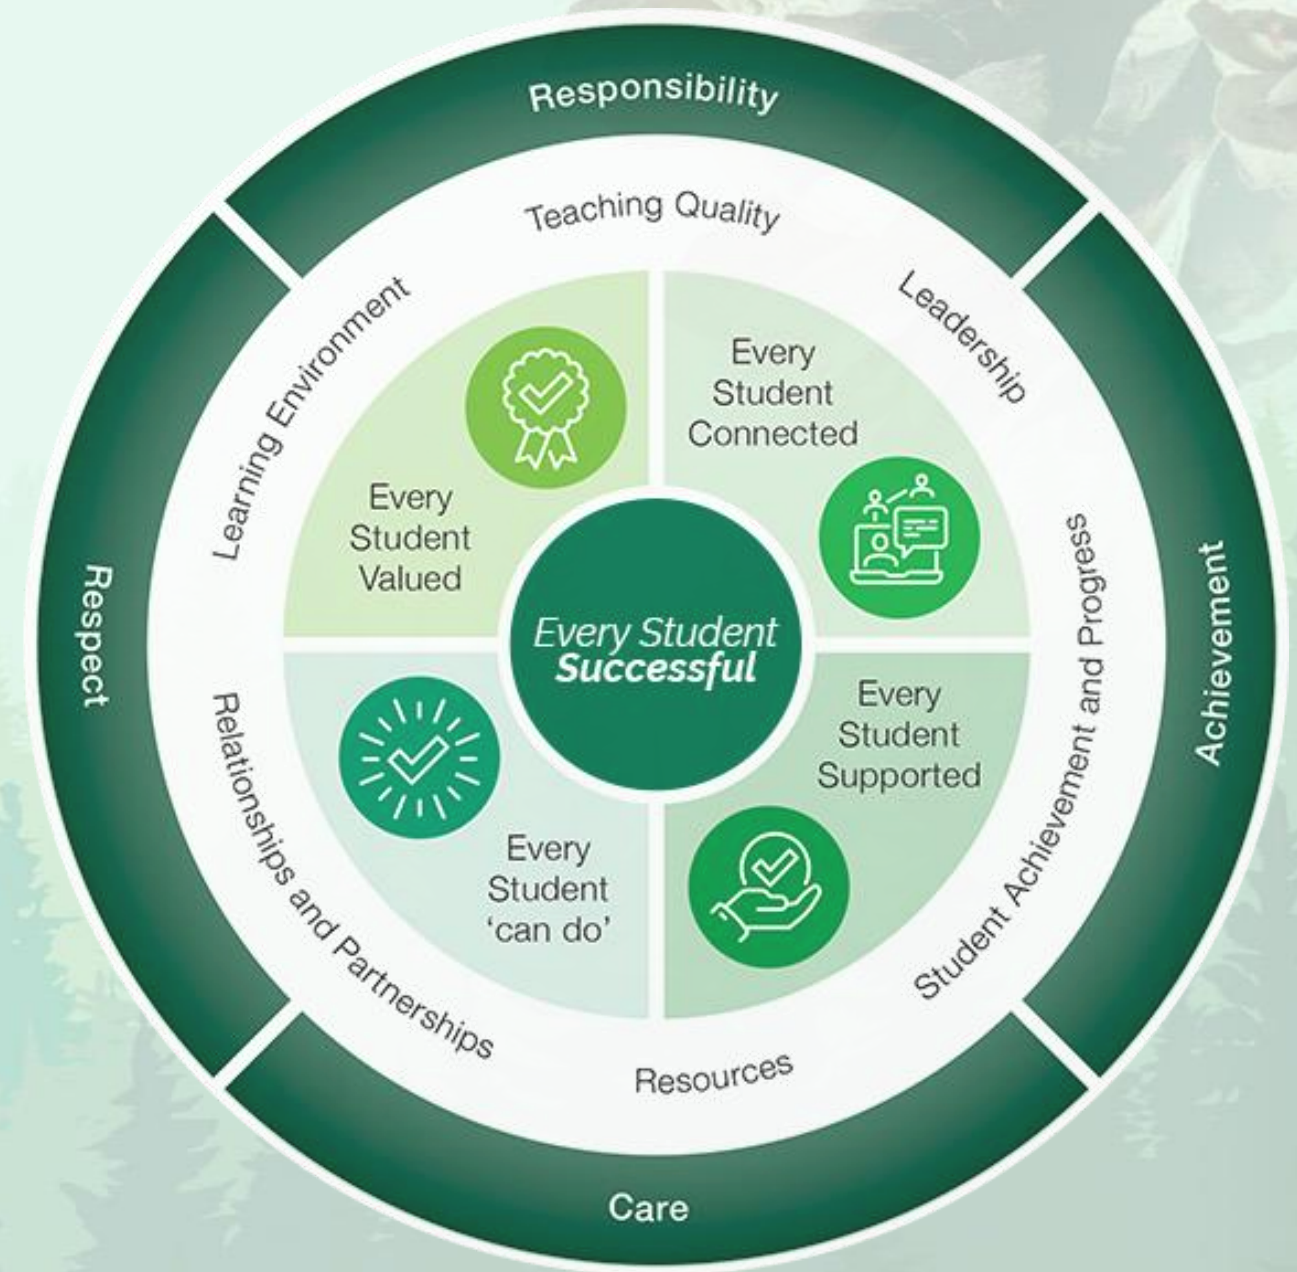 Responsibility
Teaching Quality
Leadership
Learning Environment
Every
Student
Connected
Every
Student
Valued
Respect
Every Student
Successful
Achievement
Student Achievement and Progress
Every
Student
Supported
Relationships and Partnerships
Every
Student
‘can do’
Resources
Care